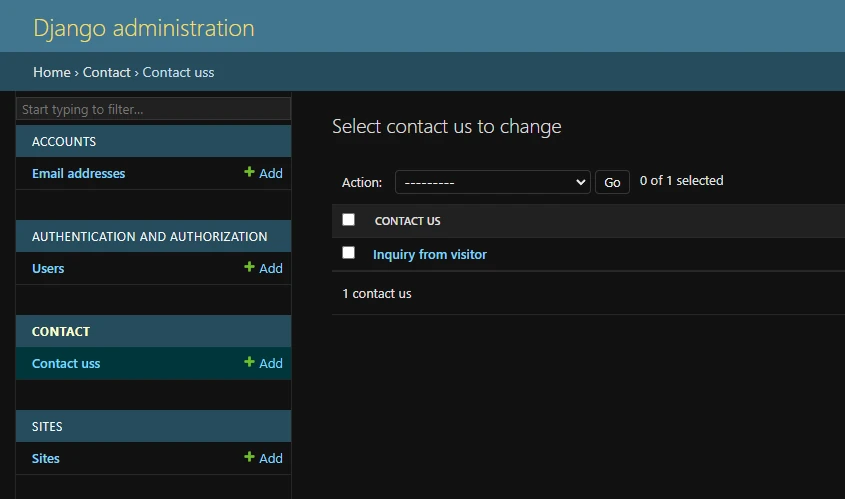 Django administration
Home › Contact › Contact uss
Start typing to filter...
ACCOUNTS
Email addresses + Add
AUTHENTICATION AND AUTHORIZATION
Users + Add
CONTACT
Contact uss + Add
SITES
Sites + Add
Select contact us to change
Action: --------- Go 0 of 1 selected
CONTACT US
Inquiry from visitor
1 contact us